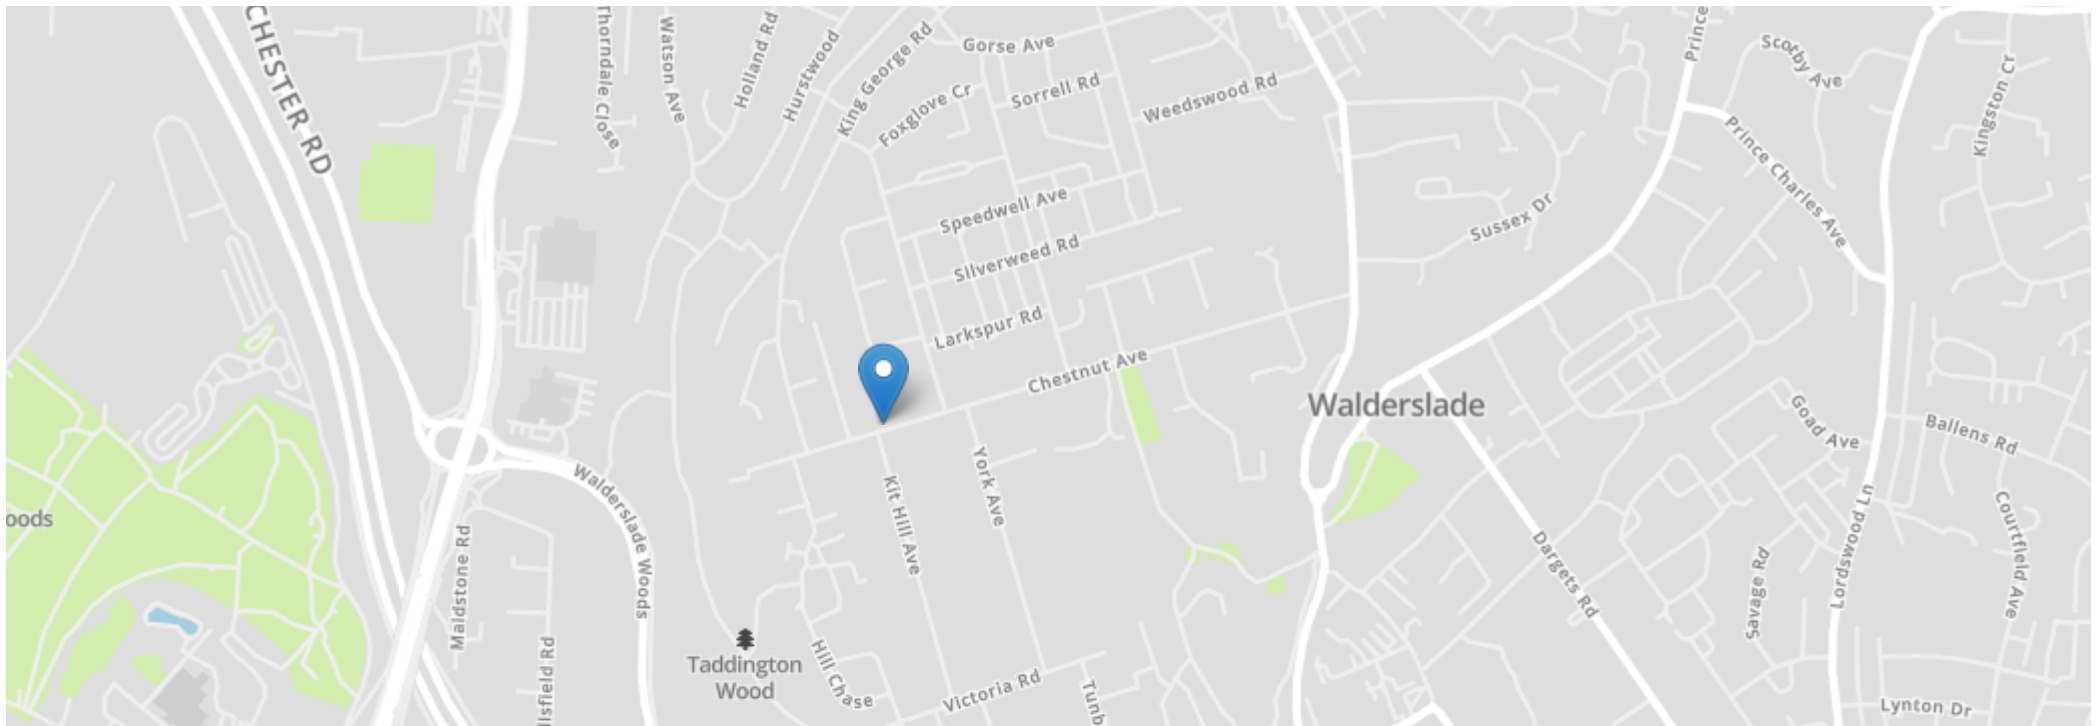 CHESTER RD
Thorndale Close
Watson Ave
Holland Rd
Hurstwood
King George Rd
Gorse Ave
Foxglove Cr
Sorrell Rd
Weedswood Rd
Prince
Scotby Ave
Kingston Cr
Prince Charles Ave
Speedwell Ave
Sussex Dr
Silverweed Rd
Larkspur Rd
Chestnut Ave
Walderslade
Goad Ave
Ballens Rd
oods
Walderslade Woods
Kit Hill Ave
York Ave
Maidstone Rd
Dargets Rd
Savage Rd
Lordswood Ln
Courtfield Ave
llsfield Rd
Taddington
Wood
Hill Chase
Victoria Rd
Tunb
Lynton Dr